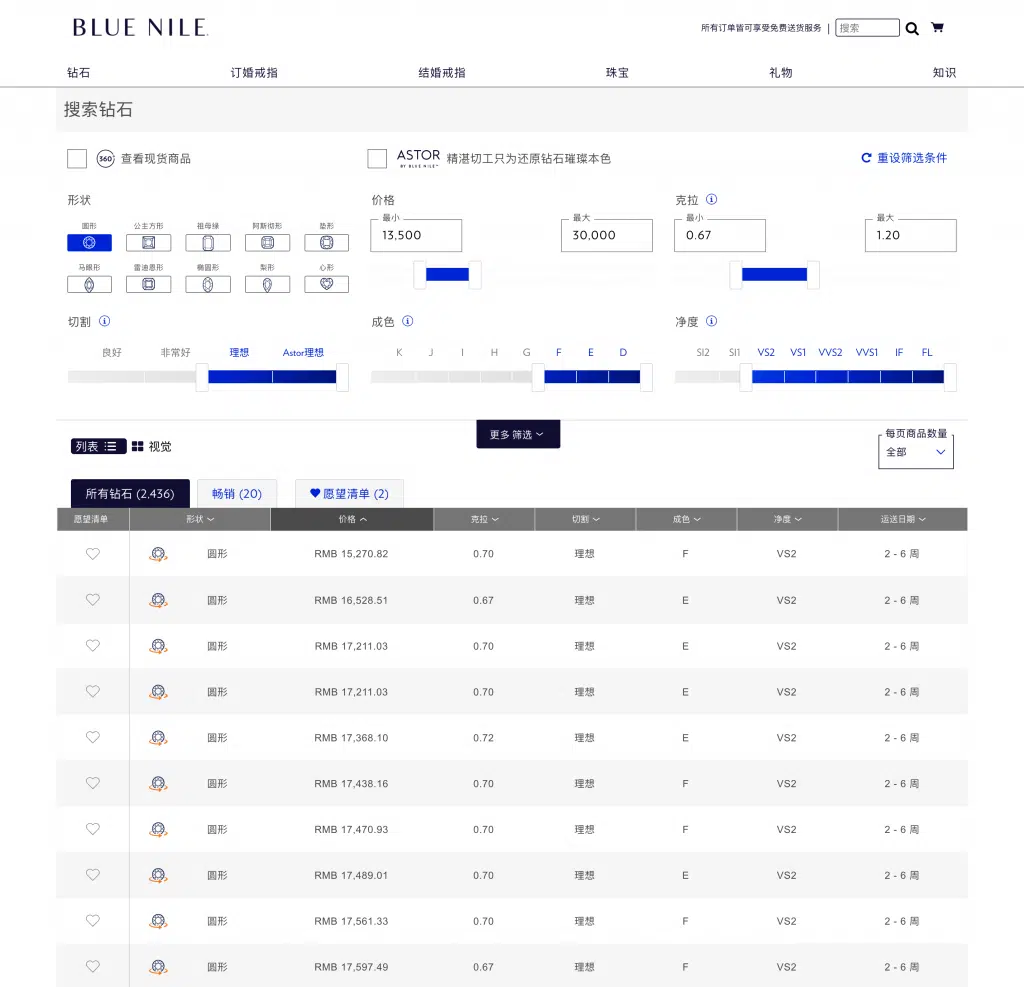 BLUE NILE.
所有订单皆可享受免费送货服务 | 搜索
钻石 订婚戒指 结婚戒指 珠宝 礼物 知识
搜索钻石
360 查看现货商品 ASTOR BY BLUE NILE™ 精湛切工只为还原钻石璀璨本色 重设筛选条件
形状 价格 克拉
圆形 公主方形 祖母绿 阿斯彻形 垫形 最小 最大 最小 最大
13,500 30,000 0.67 1.20
马眼形 雷迪恩形 椭圆形 梨形 心形
切割 成色 净度
良好 非常好 理想 Astor理想 K J I H G F E D SI2 SI1 VS2 VS1 VVS2 VVS1 IF FL
更多 筛选
列表 视觉 每页商品数量
全部
所有钻石 (2,436) 畅销 (20) 愿望清单 (2)
愿望清单 形状 价格 克拉 切割 成色 净度 运送日期
圆形 RMB 15,270.82 0.70 理想 F VS2 2 - 6 周
圆形 RMB 16,528.51 0.67 理想 E VS2 2 - 6 周
圆形 RMB 17,211.03 0.70 理想 E VS2 2 - 6 周
圆形 RMB 17,211.03 0.70 理想 E VS2 2 - 6 周
圆形 RMB 17,368.10 0.72 理想 E VS2 2 - 6 周
圆形 RMB 17,438.16 0.70 理想 F VS2 2 - 6 周
圆形 RMB 17,470.93 0.70 理想 F VS2 2 - 6 周
圆形 RMB 17,489.01 0.70 理想 E VS2 2 - 6 周
圆形 RMB 17,561.33 0.70 理想 F VS2 2 - 6 周
圆形 RMB 17,597.49 0.67 理想 F VS2 2 - 6 周